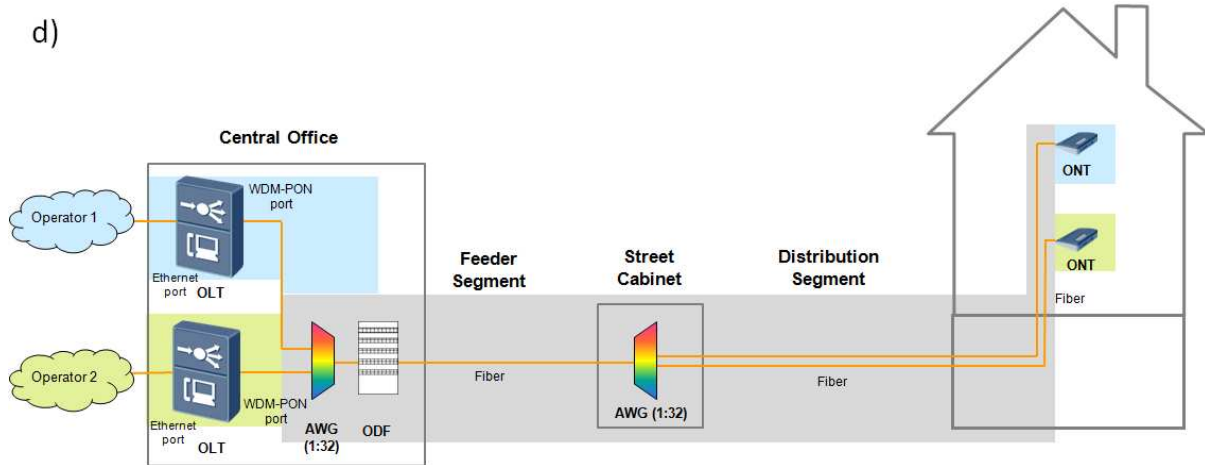 d)
Central Office
WDM-PON
port
Operator 1
Ethernet
port
OLT
Feeder
Segment
Street
Cabinet
Distribution
Segment
ONT
ONT
Fiber
Operator 2
WDM-PON
port
Ethernet
port
OLT
AWG
(1:32)
ODF
Fiber
AWG (1:32)
Fiber